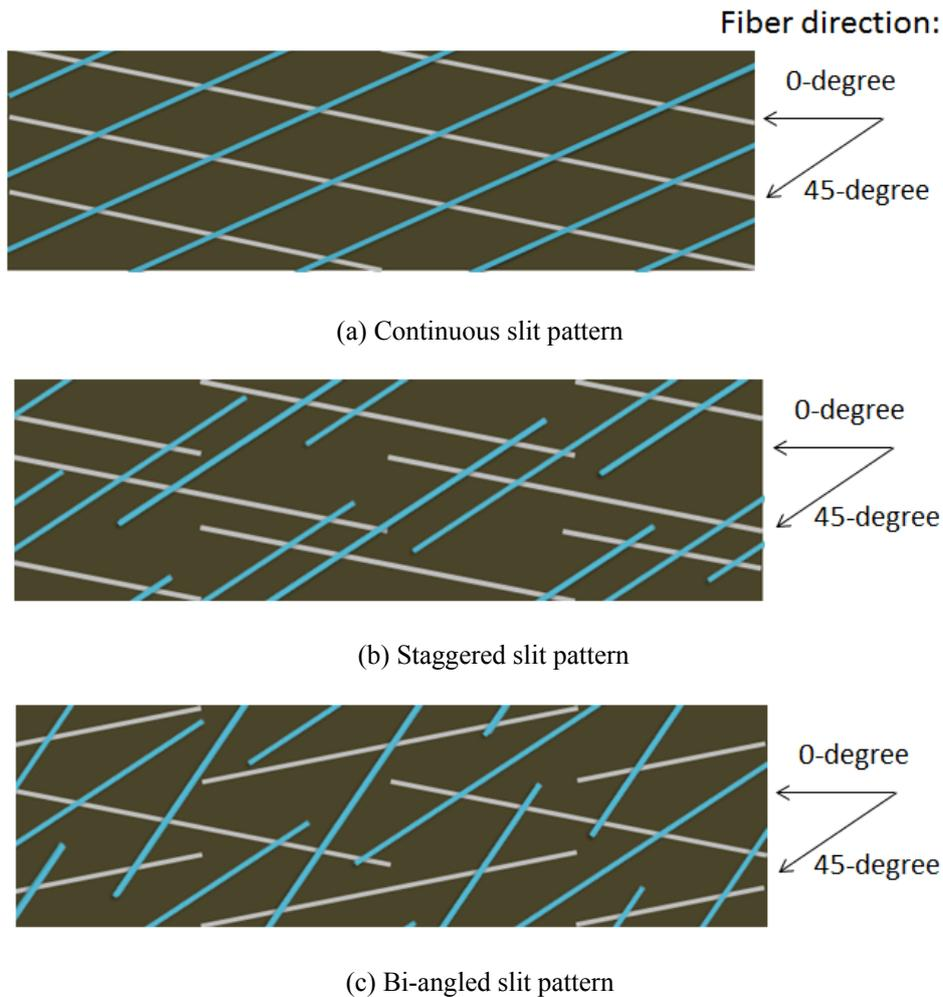 Fiber direction:
0-degree
45-degree
(a) Continuous slit pattern
0-degree
45-degree
(b) Staggered slit pattern
0-degree
45-degree
(c) Bi-angled slit pattern